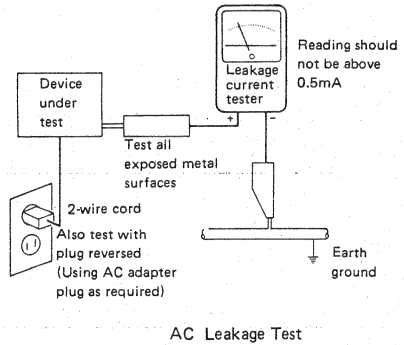 Device
under
test
Leakage
current
tester
+
-
Reading should
not be above
0.5mA
Test all
exposed metal
surfaces
2-wire cord
Also test with
plug reversed
(Using AC adapter
plug as required)
Earth
ground
AC Leakage Test